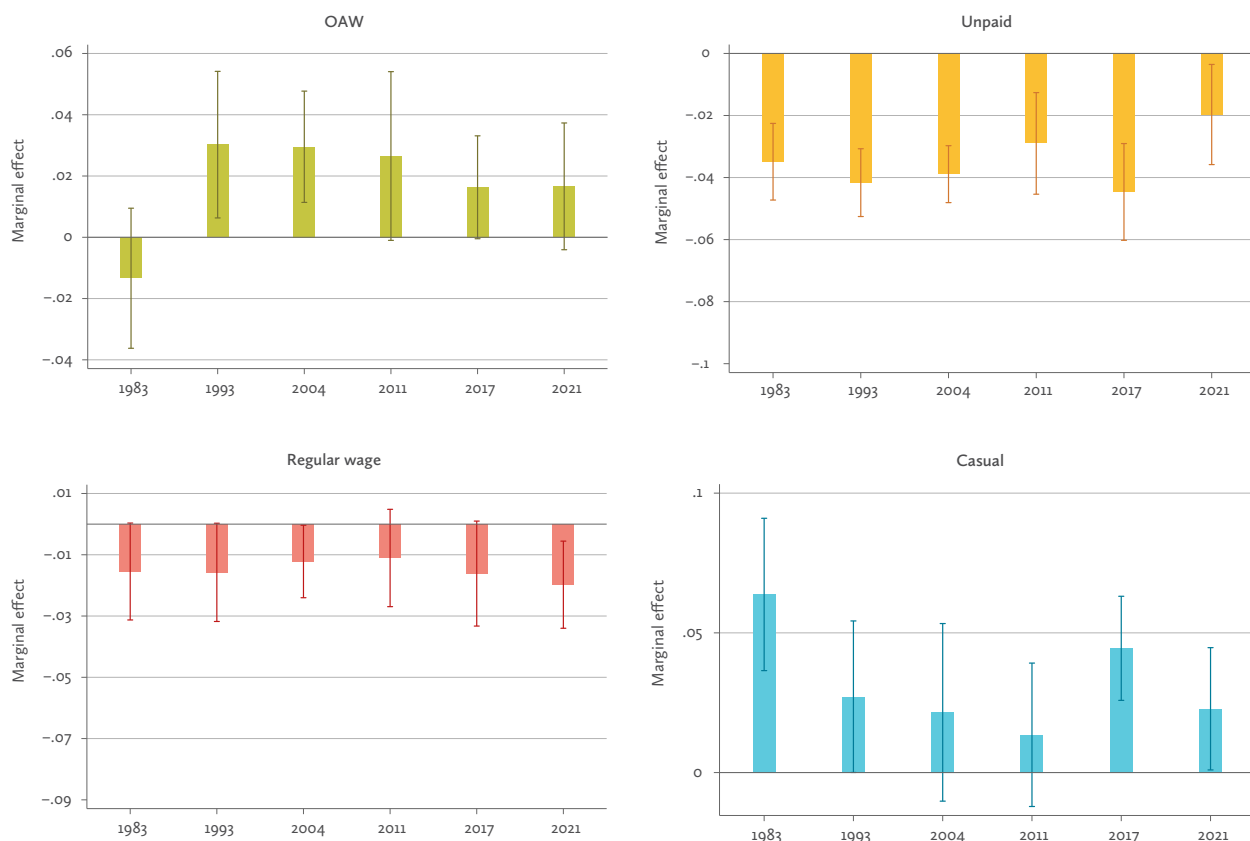 OAW
Marginal effect
.06
.04
.02
0
–.02
–.04
1983 1993 2004 2011 2017 2021
Unpaid
Marginal effect
0
–.02
–.04
–.06
–.08
–.1
1983 1993 2004 2011 2017 2021
Regular wage
Marginal effect
.01
–.01
–.03
–.05
–.07
–.09
1983 1993 2004 2011 2017 2021
Casual
Marginal effect
.1
.05
0
1983 1993 2004 2011 2017 2021